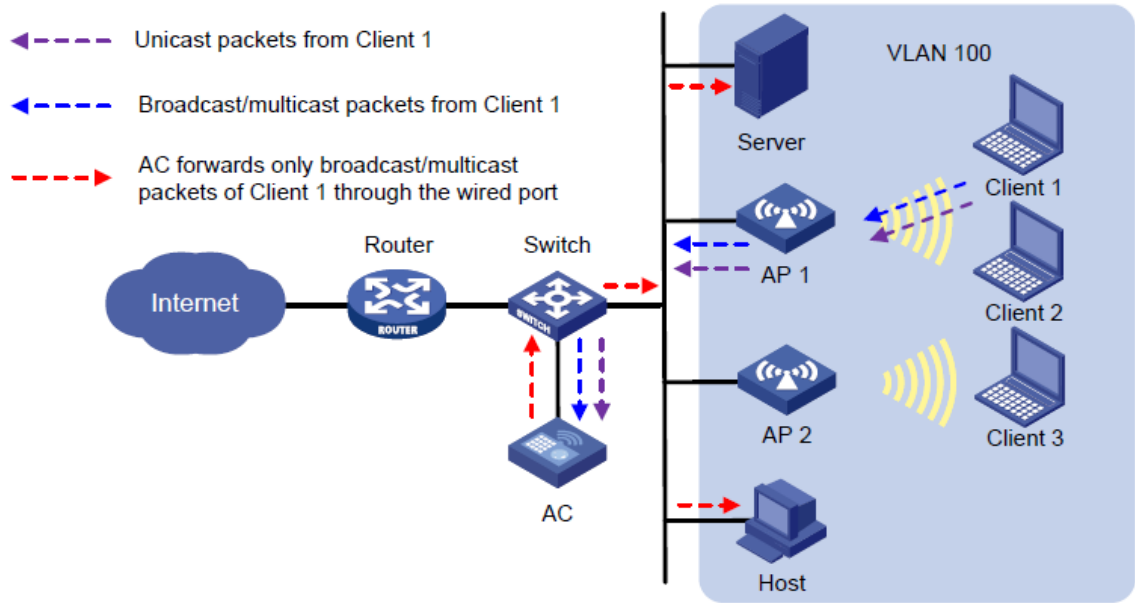 Unicast packets from Client 1
Broadcast/multicast packets from Client 1
AC forwards only broadcast/multicast
packets of Client 1 through the wired port
VLAN 100
Server
Client 1
Router
Switch
Internet
ROUTER
SWITCH
AP 1
Client 2
AP 2
Client 3
AC
Host